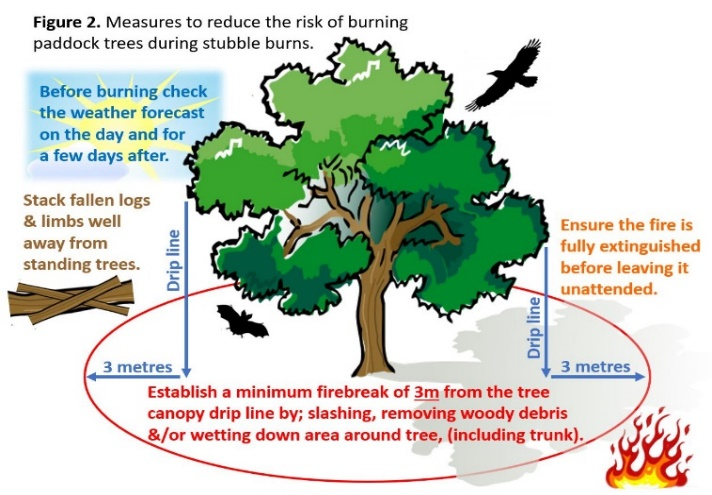 Figure 2. Measures to reduce the risk of burning
paddock trees during stubble burns.
Before burning check
the weather forecast
on the day and for
a few days after.
Stack fallen logs
& limbs well
away from
standing trees.
Drip line
Ensure the fire is
fully extinguished
before leaving it
unattended.
Drip line
3 metres
3 metres
Establish a minimum firebreak of 3m from the tree
canopy drip line by; slashing, removing woody debris
&/or wetting down area around tree, (including trunk).